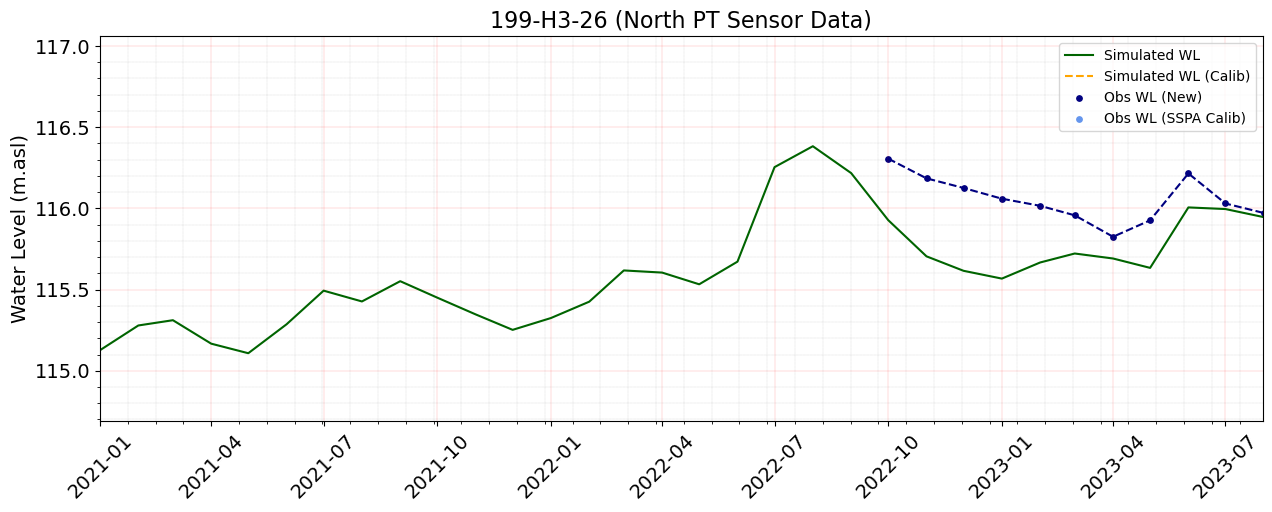 199-H3-26 (North PT Sensor Data)
Water Level (m.asl)
117.0
116.5
116.0
115.5
115.0
Simulated WL
Simulated WL (Calib)
Obs WL (New)
Obs WL (SSPA Calib)
2021-01
2021-04
2021-07
2021-10
2022-01
2022-04
2022-07
2022-10
2023-01
2023-04
2023-07